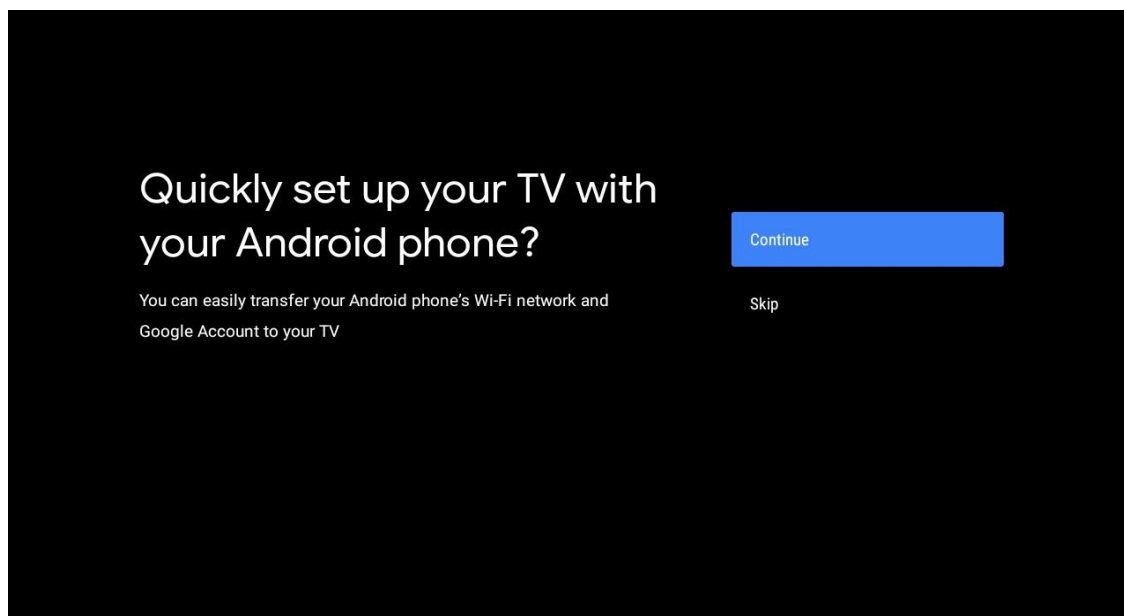 Quickly set up your TV with
your Android phone?
You can easily transfer your Android phone’s Wi-Fi network and
Google Account to your TV
Continue
Skip